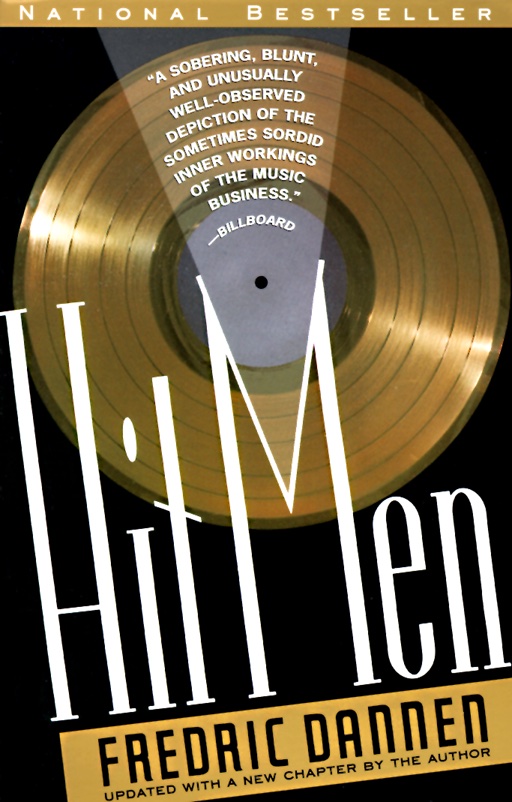 NATIONAL BESTSELLER
"A SOBERING, BLUNT,
AND UNUSUALLY
WELL-OBSERVED
DEPICTION OF THE
SOMETIMES SORDID
INNER WORKINGS
OF THE MUSIC
BUSINESS."
—BILLBOARD
Hit Men
FREDRIC DANNEN
UPDATED WITH A NEW CHAPTER BY THE AUTHOR